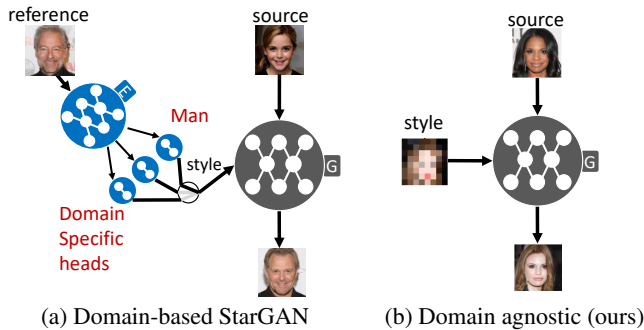 reference
source
E
Man
style
G
Domain
Specific
heads
(a) Domain-based StarGAN
source
style
G
(b) Domain agnostic (ours)